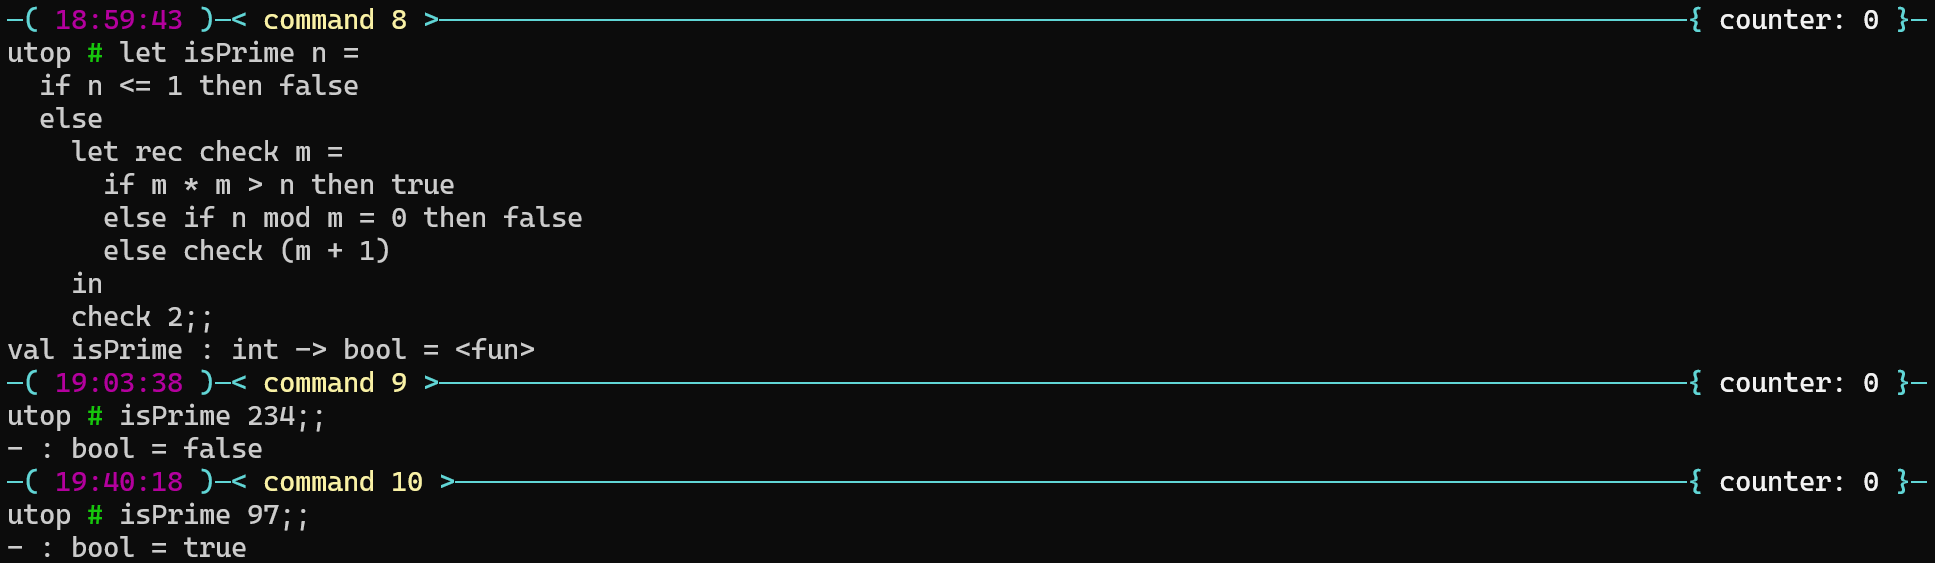 ─( 18:59:43 )─< command 8 >──────────────────────────────{ counter: 0 }─
utop # let isPrime n =
  if n <= 1 then false
  else
    let rec check m =
      if m * m > n then true
      else if n mod m = 0 then false
      else check (m + 1)
    in
    check 2;;
val isPrime : int -> bool = <fun>
─( 19:03:38 )─< command 9 >──────────────────────────────{ counter: 0 }─
utop # isPrime 234;;
- : bool = false
─( 19:40:18 )─< command 10 >─────────────────────────────{ counter: 0 }─
utop # isPrime 97;;
- : bool = true